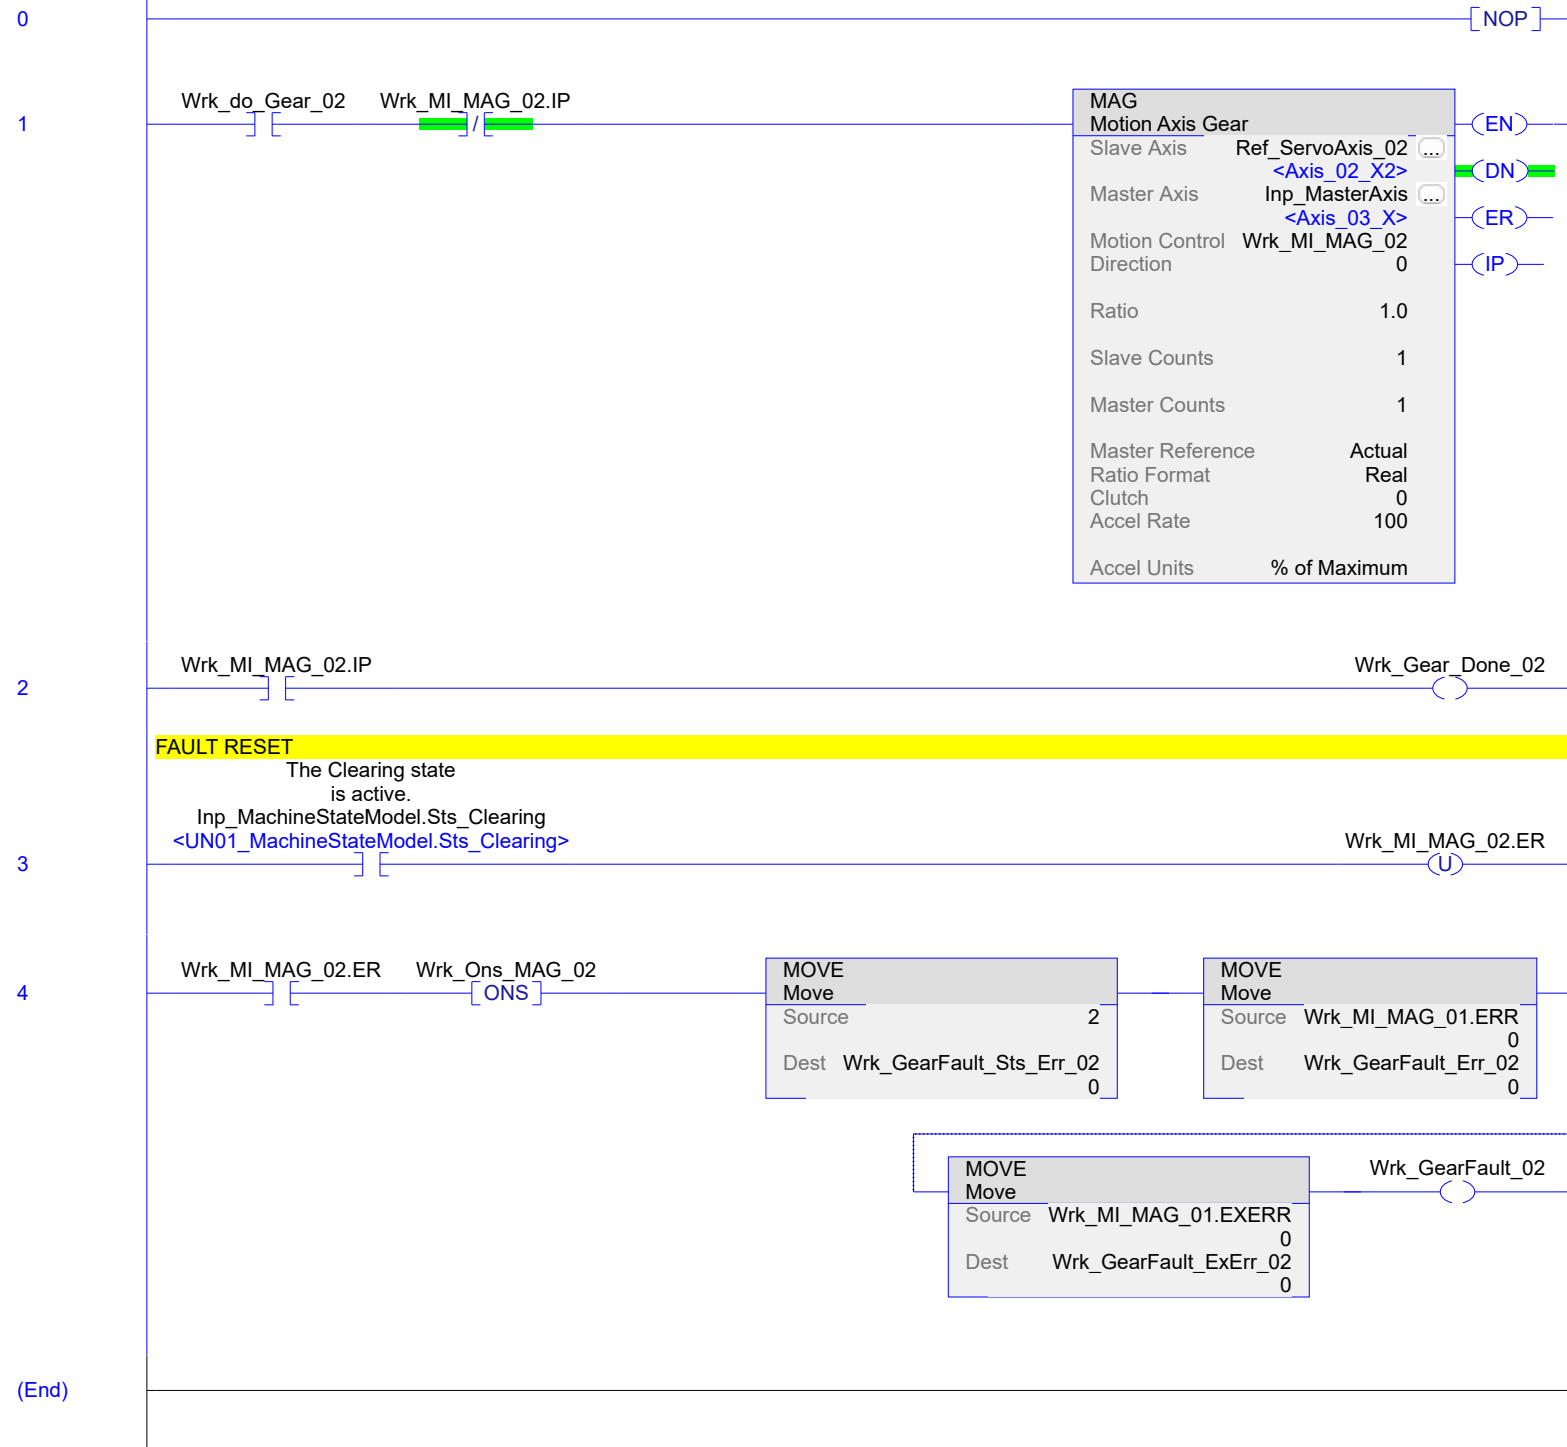 0
[NOP]
Wrk_do_Gear_02 Wrk_MI_MAG_02.IP
1
/
MAG
Motion Axis Gear
Slave Axis Ref_ServoAxis_02 ...
<Axis_02_X2>
Master Axis Inp_MasterAxis ...
<Axis_03_X>
Motion Control Wrk_MI_MAG_02
Direction 0
Ratio 1.0
Slave Counts 1
Master Counts 1
Master Reference Actual
Ratio Format Real
Clutch 0
Accel Rate 100
Accel Units % of Maximum
EN
DN
ER
IP
Wrk_MI_MAG_02.IP Wrk_Gear_Done_02
2
FAULT RESET
The Clearing state
is active.
Inp_MachineStateModel.Sts_Clearing
<UN01_MachineStateModel.Sts_Clearing> Wrk_MI_MAG_02.ER
3
U
Wrk_MI_MAG_02.ER Wrk_Ons_MAG_02
4
[ONS]
MOVE
Move
Source 2
Dest Wrk_GearFault_Sts_Err_02
0
MOVE
Move
Source Wrk_MI_MAG_01.ERR
0
Dest Wrk_GearFault_Err_02
0
MOVE
Move
Source Wrk_MI_MAG_01.EXERR
0
Dest Wrk_GearFault_ExErr_02
0
Wrk_GearFault_02
(End)